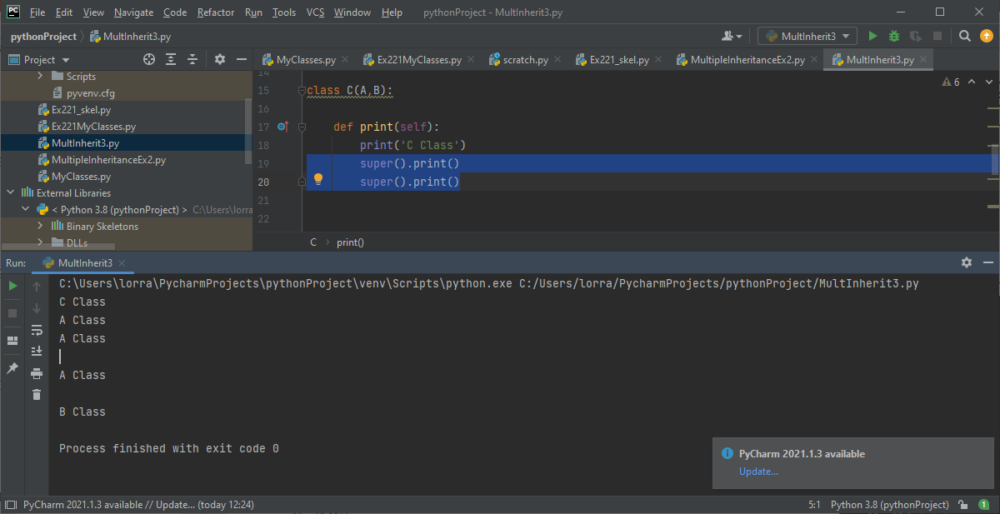 PC File Edit View Navigate Code Refactor Run Tools VCS Window Help pythonProject - MultInherit3.py
pythonProject MultInherit3.py MultInherit3
Project MyClasses.py Ex221MyClasses.py scratch.py Ex221_skel.py MultipleInheritanceEx2.py MultInherit3.py
Scripts
pyvenv.cfg
Ex221_skel.py
Ex221MyClasses.py
MultInherit3.py
MultipleInheritanceEx2.py
MyClasses.py
External Libraries
< Python 3.8 (pythonProject) > C:\Users\lorra
Binary Skeletons
DLLs
14
15 class C(A,B):
16
17 def print(self):
18 print('C Class')
19 super().print()
20 super().print()
21
22
6
C print()
Run: MultInherit3
C:\Users\lorra\PycharmProjects\pythonProject\venv\Scripts\python.exe C:/Users/lorra/PycharmProjects/pythonProject/MultInherit3.py
C Class
A Class
A Class
A Class
B Class
Process finished with exit code 0
PyCharm 2021.1.3 available
Update...
PyCharm 2021.1.3 available // Update... (today 12:24) 5:1 Python 3.8 (pythonProject) 1